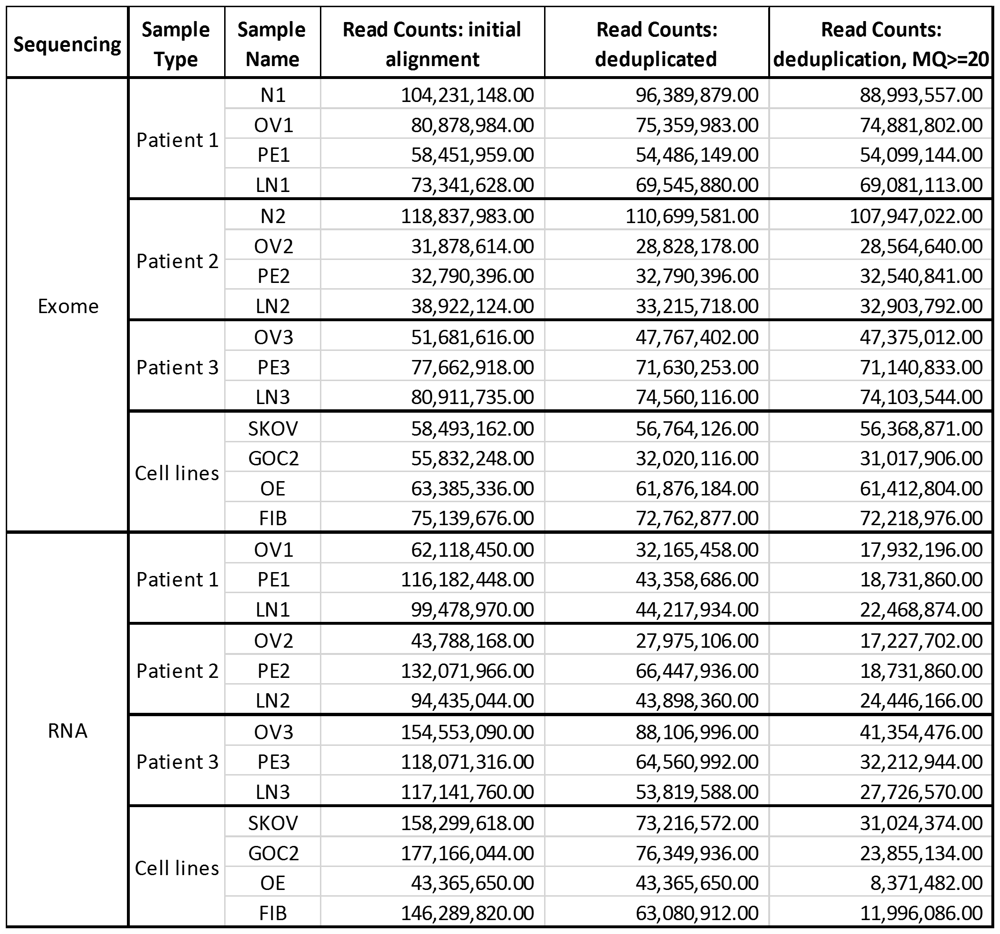 Sequencing Sample Type Sample Name Read Counts: initial alignment Read Counts: deduplicated Read Counts: deduplication, MQ>=20
Exome
Patient 1
N1 104,231,148.00 96,389,879.00 88,993,557.00
OV1 80,878,984.00 75,359,983.00 74,881,802.00
PE1 58,451,959.00 54,486,149.00 54,099,144.00
LN1 73,341,628.00 69,545,880.00 69,081,113.00
Patient 2
N2 118,837,983.00 110,699,581.00 107,947,022.00
OV2 31,878,614.00 28,828,178.00 28,564,640.00
PE2 32,790,396.00 32,790,396.00 32,540,841.00
LN2 38,922,124.00 33,215,718.00 32,903,792.00
Patient 3
OV3 51,681,616.00 47,767,402.00 47,375,012.00
PE3 77,662,918.00 71,630,253.00 71,140,833.00
LN3 80,911,735.00 74,560,116.00 74,103,544.00
Cell lines
SKOV 58,493,162.00 56,764,126.00 56,368,871.00
GOC2 55,832,248.00 32,020,116.00 31,017,906.00
OE 63,385,336.00 61,876,184.00 61,412,804.00
FIB 75,139,676.00 72,762,877.00 72,218,976.00
RNA
Patient 1
OV1 62,118,450.00 32,165,458.00 17,932,196.00
PE1 116,182,448.00 43,358,686.00 18,731,860.00
LN1 99,478,970.00 44,217,934.00 22,468,874.00
Patient 2
OV2 43,788,168.00 27,975,106.00 17,227,702.00
PE2 132,071,966.00 66,447,936.00 18,731,860.00
LN2 94,435,044.00 43,898,360.00 24,446,166.00
Patient 3
OV3 154,553,090.00 88,106,996.00 41,354,476.00
PE3 118,071,316.00 64,560,992.00 32,212,944.00
LN3 117,141,760.00 53,819,588.00 27,726,570.00
Cell lines
SKOV 158,299,618.00 73,216,572.00 31,024,374.00
GOC2 177,166,044.00 76,349,936.00 23,855,134.00
OE 43,365,650.00 43,365,650.00 8,371,482.00
FIB 146,289,820.00 63,080,912.00 11,996,086.00